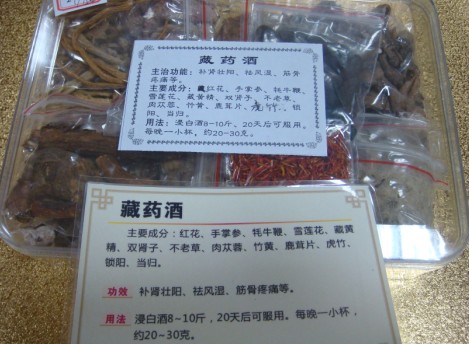 藏药酒
主治功能：补肾壮阳、祛风湿、筋骨
疼痛等。
主要成分：藏红花、手掌参、牦牛鞭、
雪莲花、藏黄精、双肾子、不老草、
肉苁蓉、竹黄、鹿茸片、虎竹、锁
阳、当归。
用法：浸白酒8~10斤，20天后可服用。
每晚一小杯，约20~30克。
藏药酒
主要成分：红花、手掌参、牦牛鞭、雪莲花、藏黄
精、双肾子、不老草、肉苁蓉、竹黄、鹿茸片、虎竹、
锁阳、当归。
功效 补肾壮阳、祛风湿、筋骨疼痛等。
用法 浸白酒8~10斤，20天后可服用。每晚一小杯，
约20~30克。